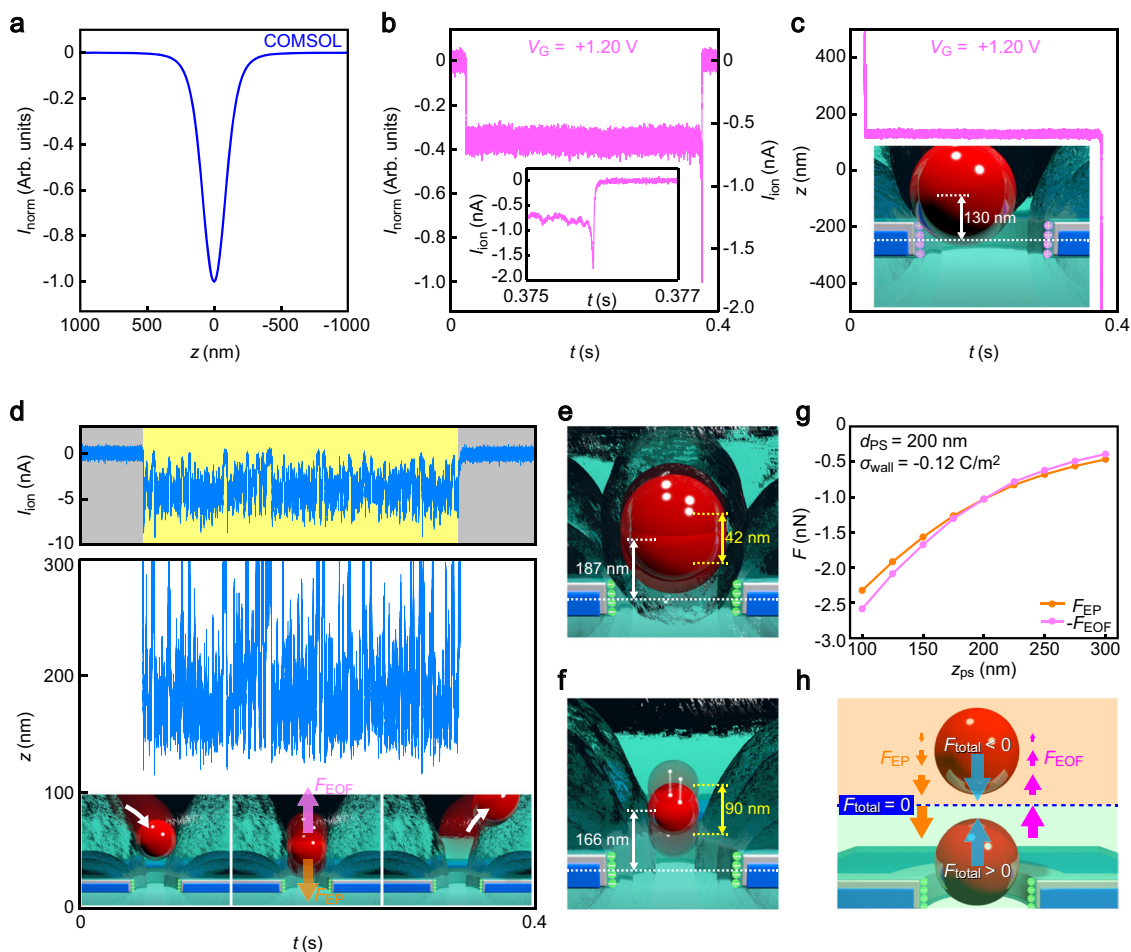 a
COMSOL
0
-0.2
-0.4
-0.6
-0.8
-1.0
I_norm (Arb. units)
1000 500 0 -500 -1000
z (nm)
b
V_G = +1.20 V
0
-0.2
-0.4
-0.6
-0.8
-1.0
I_norm (Arb. units)
0
-0.5
-1.0
-1.5
-2.0
I_ion (nA)
0
-0.5
-1.0
-1.5
-2.0
I_ion (nA)
0.375 0.377
t (s)
0 0.4
t (s)
c
V_G = +1.20 V
400
200
0
-200
-400
z (nm)
130 nm
0 0.4
t (s)
d
0
-5
-10
I_ion (nA)
300
200
100
0
z (nm)
F_EOF
F_EP
0 0.4
t (s)
e
42 nm
187 nm
f
90 nm
166 nm
g
d_PS = 200 nm
σ_wall = -0.12 C/m²
0
-0.5
-1.0
-1.5
-2.0
-2.5
-3.0
F (nN)
F_EP
-F_EOF
100 150 200 250 300
z_ps (nm)
h
F_total < 0
F_EP
F_EOF
F_total = 0
F_total > 0